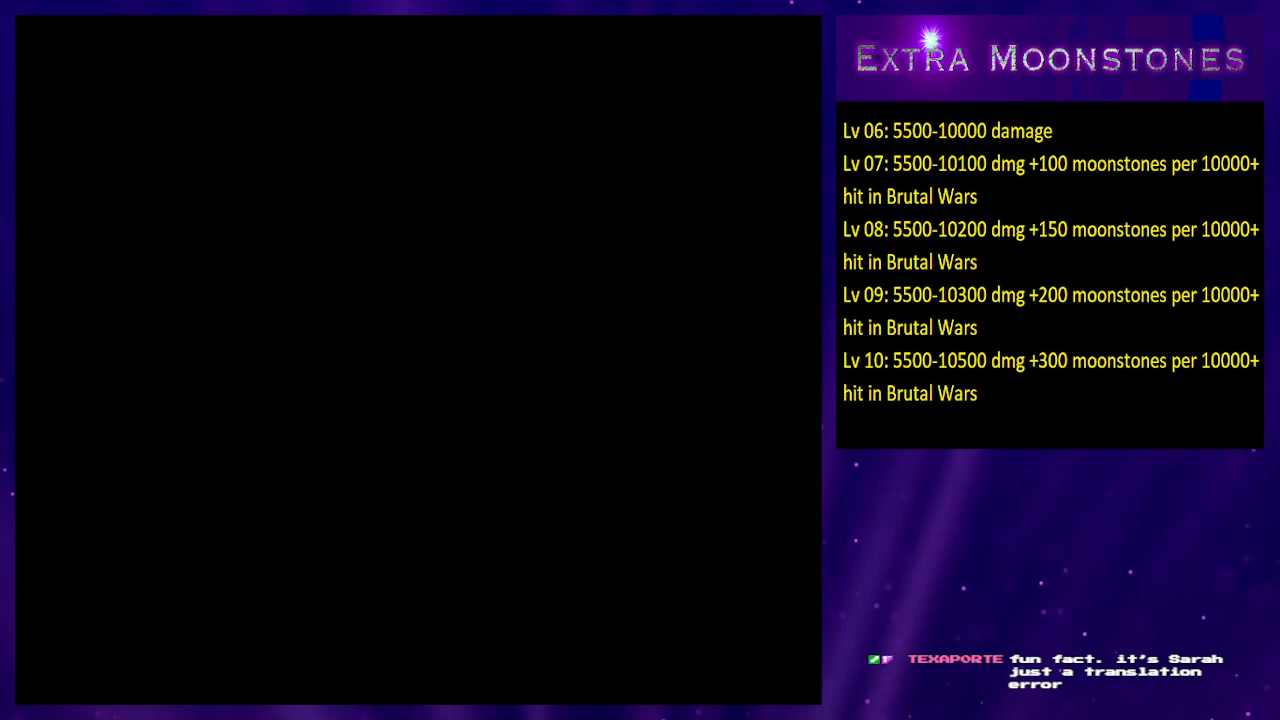 EXTRA MOONSTONES
Lv 06: 5500-10000 damage
Lv 07: 5500-10100 dmg +100 moonstones per 10000+
hit in Brutal Wars
Lv 08: 5500-10200 dmg +150 moonstones per 10000+
hit in Brutal Wars
Lv 09: 5500-10300 dmg +200 moonstones per 10000+
hit in Brutal Wars
Lv 10: 5500-10500 dmg +300 moonstones per 10000+
hit in Brutal Wars
TEXAPORTE fun fact. it's Sarah
just a translation
error